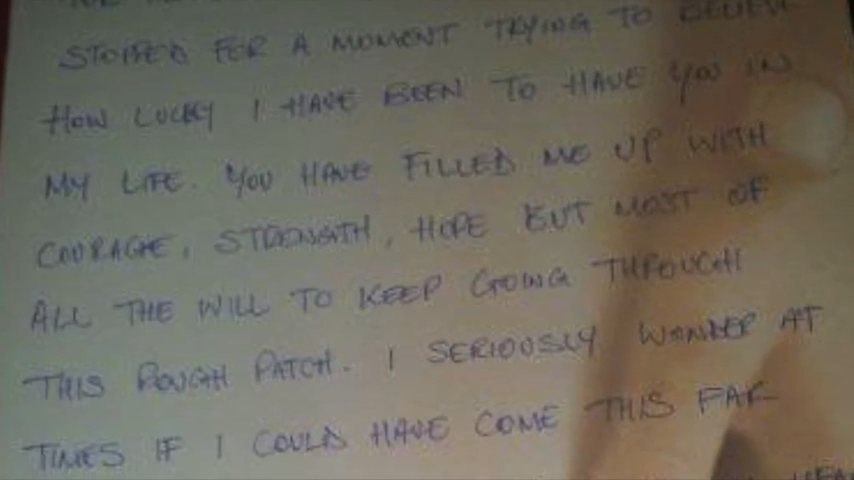 STOPPED FOR A MOMENT TRYING TO BELIEVE
HOW LUCKY I HAVE BEEN TO HAVE YOU IN
MY LIFE. YOU HAVE FILLED ME UP WITH
COURAGE, STRENGTH, HOPE BUT MOST OF
ALL THE WILL TO KEEP GOING THROUGH
THIS ROUGH PATCH. I SERIOUSLY WONDER AT
TIMES IF I COULD HAVE COME THIS FAR